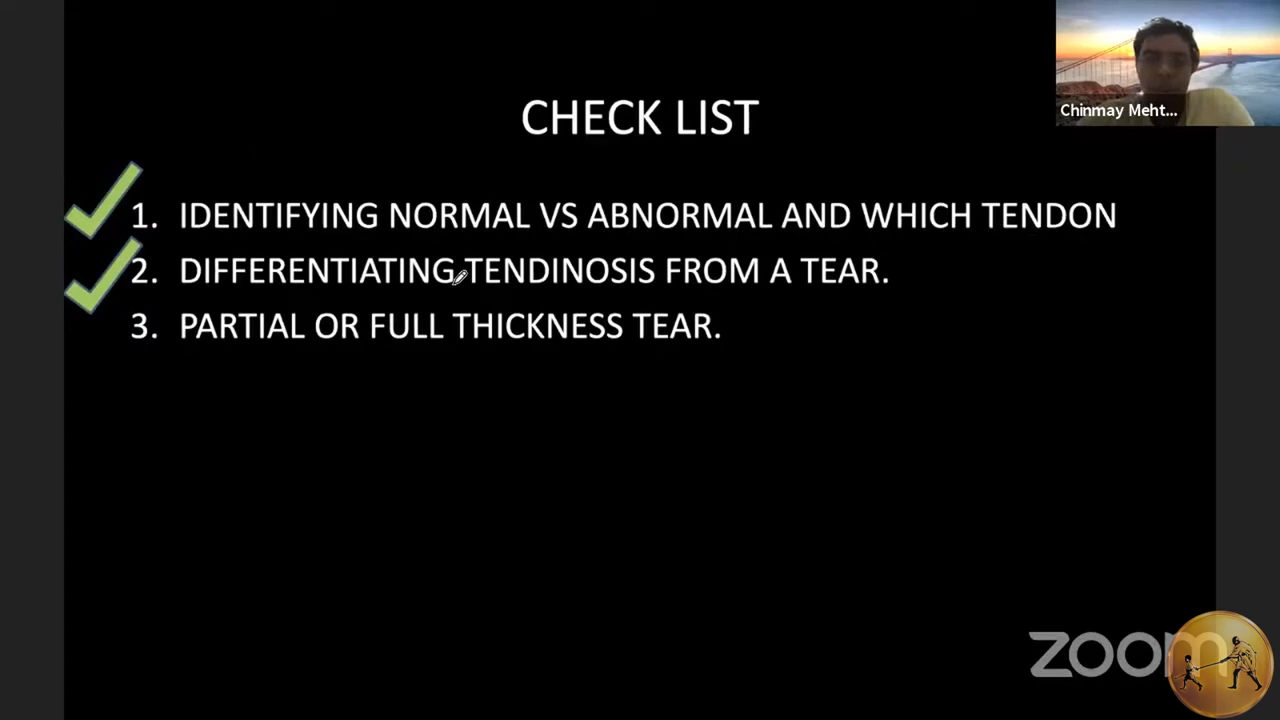 CHECK LIST
Chinmay Meht...
1. IDENTIFYING NORMAL VS ABNORMAL AND WHICH TENDON
2. DIFFERENTIATING TENDINOSIS FROM A TEAR.
3. PARTIAL OR FULL THICKNESS TEAR.
zoom